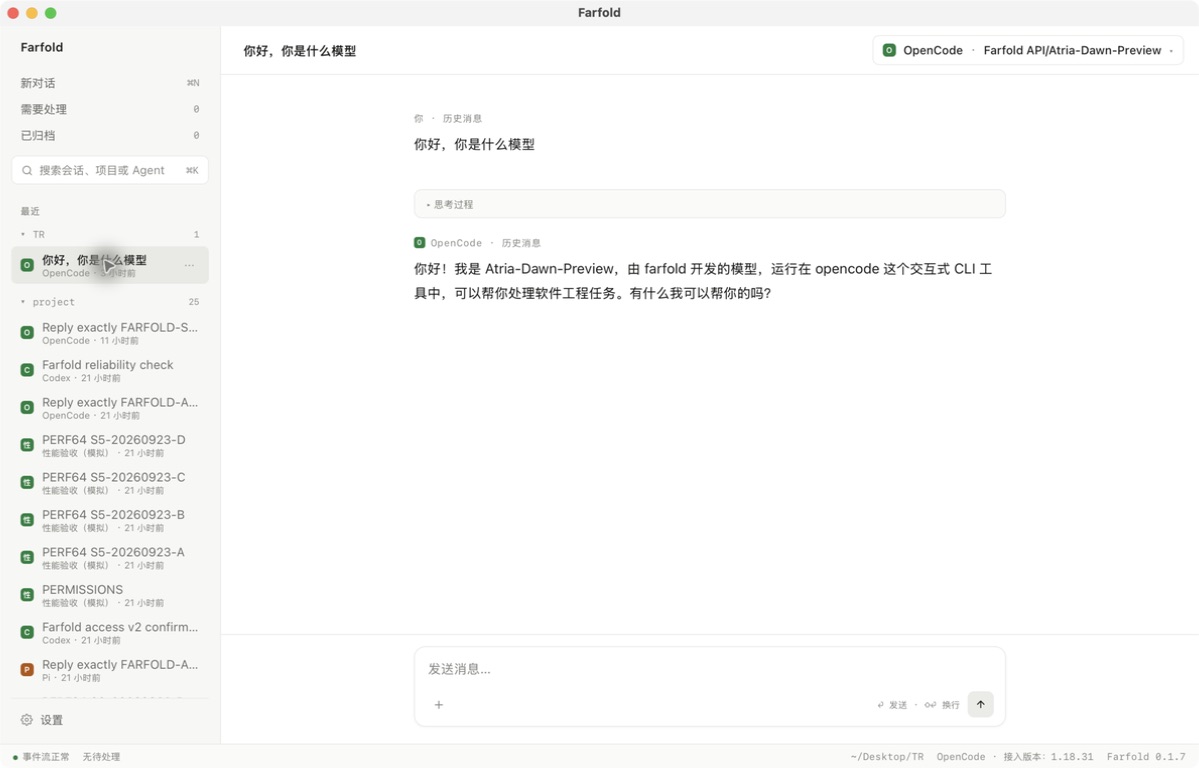 Farfold
Farfold
新对话 ⌘N
需要处理 0
已归档 0
搜索会话、项目或 Agent ⌘K
最近
TR 1
你好，你是什么模型
OpenCode · 小时前
project 25
Reply exactly FARFOLD-S...
OpenCode · 11 小时前
Farfold reliability check
Codex · 21 小时前
Reply exactly FARFOLD-A...
OpenCode · 21 小时前
PERF64 S5-20260923-D
性能验收（模拟） · 21 小时前
PERF64 S5-20260923-C
性能验收（模拟） · 21 小时前
PERF64 S5-20260923-B
性能验收（模拟） · 21 小时前
PERF64 S5-20260923-A
性能验收（模拟） · 21 小时前
PERMISSIONS
性能验收（模拟） · 21 小时前
Farfold access v2 confirm...
Codex · 21 小时前
Reply exactly FARFOLD-A...
Pi · 21 小时前
设置
你好，你是什么模型
OpenCode · Farfold API/Atria-Dawn-Preview
你 · 历史消息
你好，你是什么模型
思考过程
OpenCode · 历史消息
你好！我是 Atria-Dawn-Preview，由 farfold 开发的模型，运行在 opencode 这个交互式 CLI 工
具中，可以帮你处理软件工程任务。有什么我可以帮你的吗?
发送消息...
↵ 发送 · ⇧↵ 换行
事件流正常 无待处理
~/Desktop/TR OpenCode · 接入版本: 1.18.31 Farfold 0.1.7